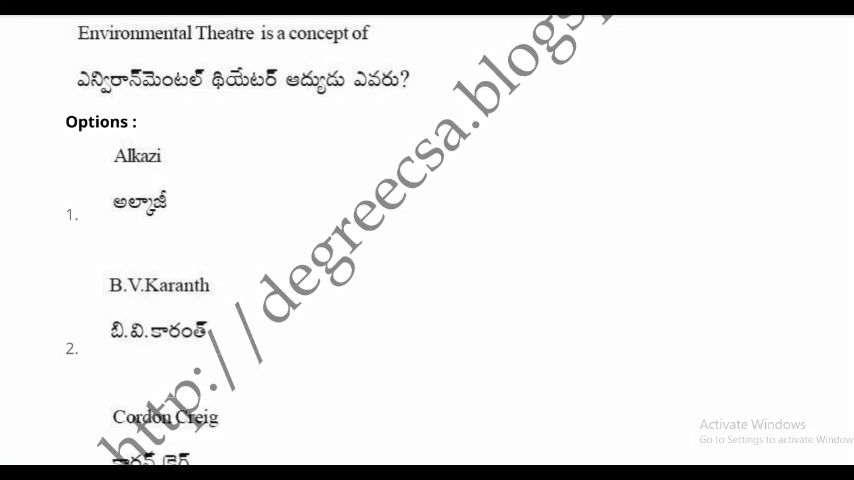 Environmental Theatre is a concept of
ఎన్విరాన్‌మెంటల్ థియేటర్ ఆద్యుడు ఎవరు?
Options :
Alkazi
అల్కాజీ
1.
B.V.Karanth
బి.వి.కారంత్
2.
Cordon Creig
http://degreecsa.blogs
Activate Windows
Go to Settings to activate Window